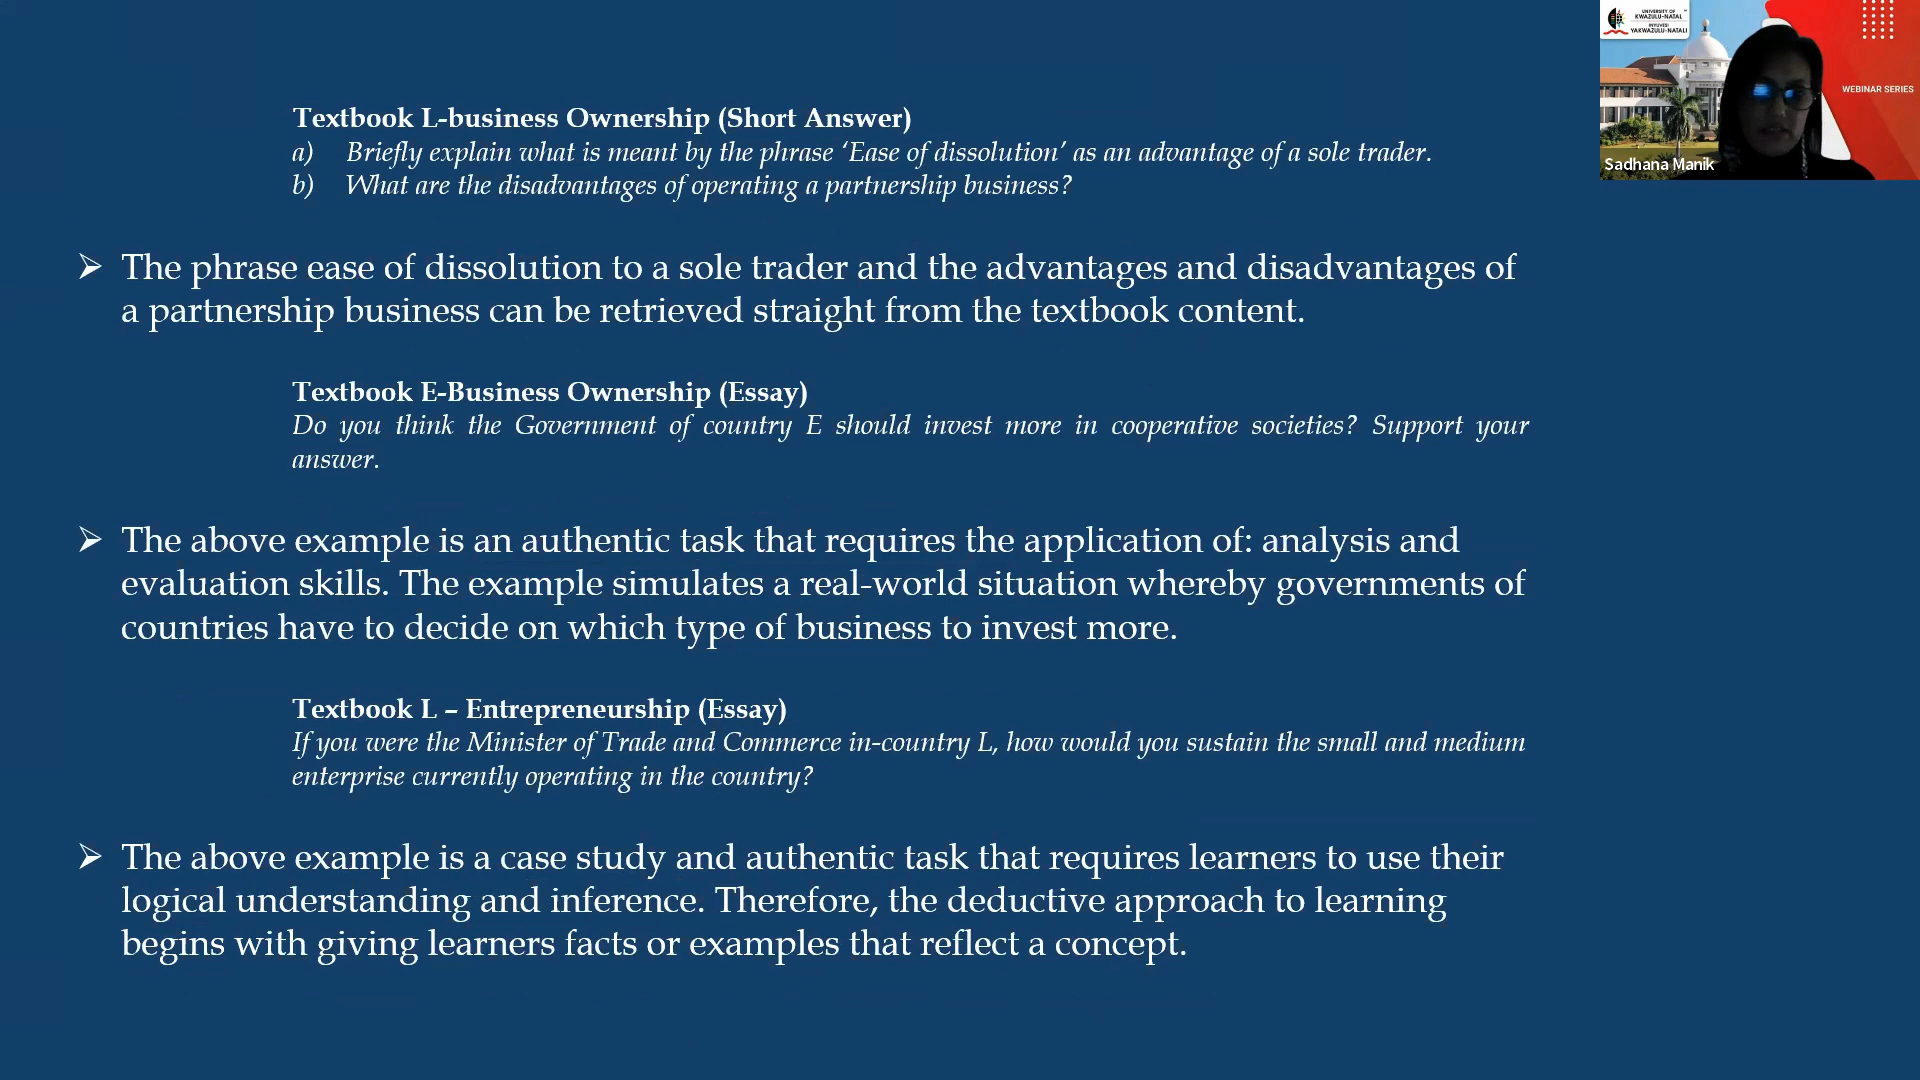 Textbook L-business Ownership (Short Answer)
a) Briefly explain what is meant by the phrase ‘Ease of dissolution’ as an advantage of a sole trader.
b) What are the disadvantages of operating a partnership business?
➢ The phrase ease of dissolution to a sole trader and the advantages and disadvantages of
a partnership business can be retrieved straight from the textbook content.
Textbook E-Business Ownership (Essay)
Do you think the Government of country E should invest more in cooperative societies? Support your
answer.
➢ The above example is an authentic task that requires the application of: analysis and
evaluation skills. The example simulates a real-world situation whereby governments of
countries have to decide on which type of business to invest more.
Textbook L – Entrepreneurship (Essay)
If you were the Minister of Trade and Commerce in-country L, how would you sustain the small and medium
enterprise currently operating in the country?
➢ The above example is a case study and authentic task that requires learners to use their
logical understanding and inference. Therefore, the deductive approach to learning
begins with giving learners facts or examples that reflect a concept.
UNIVERSITY OF
KWAZULU-NATAL
INYUVESI
YAKWAZULU-NATALI
WEBINAR SERIES
Sadhana Manik